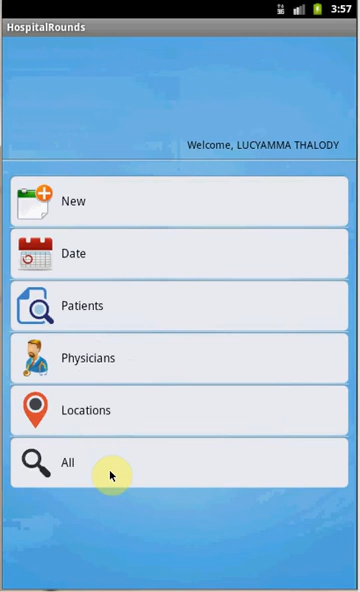 3:57
HospitalRounds
Welcome, LUCYAMMA THALODY
New
Date
Patients
Physicians
Locations
All